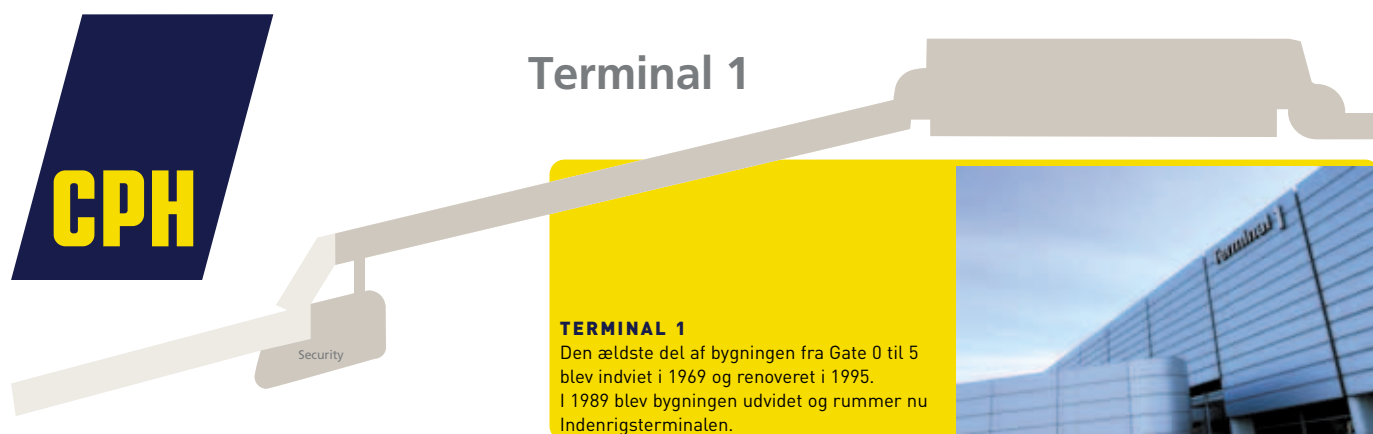 CPH
Terminal 1
Security
TERMINAL 1
Den ældste del af bygningen fra Gate 0 til 5
blev indviet i 1969 og renoveret i 1995.
I 1989 blev bygningen udvidet og rummer nu
Indenrigsterminalen.
Terminal 1